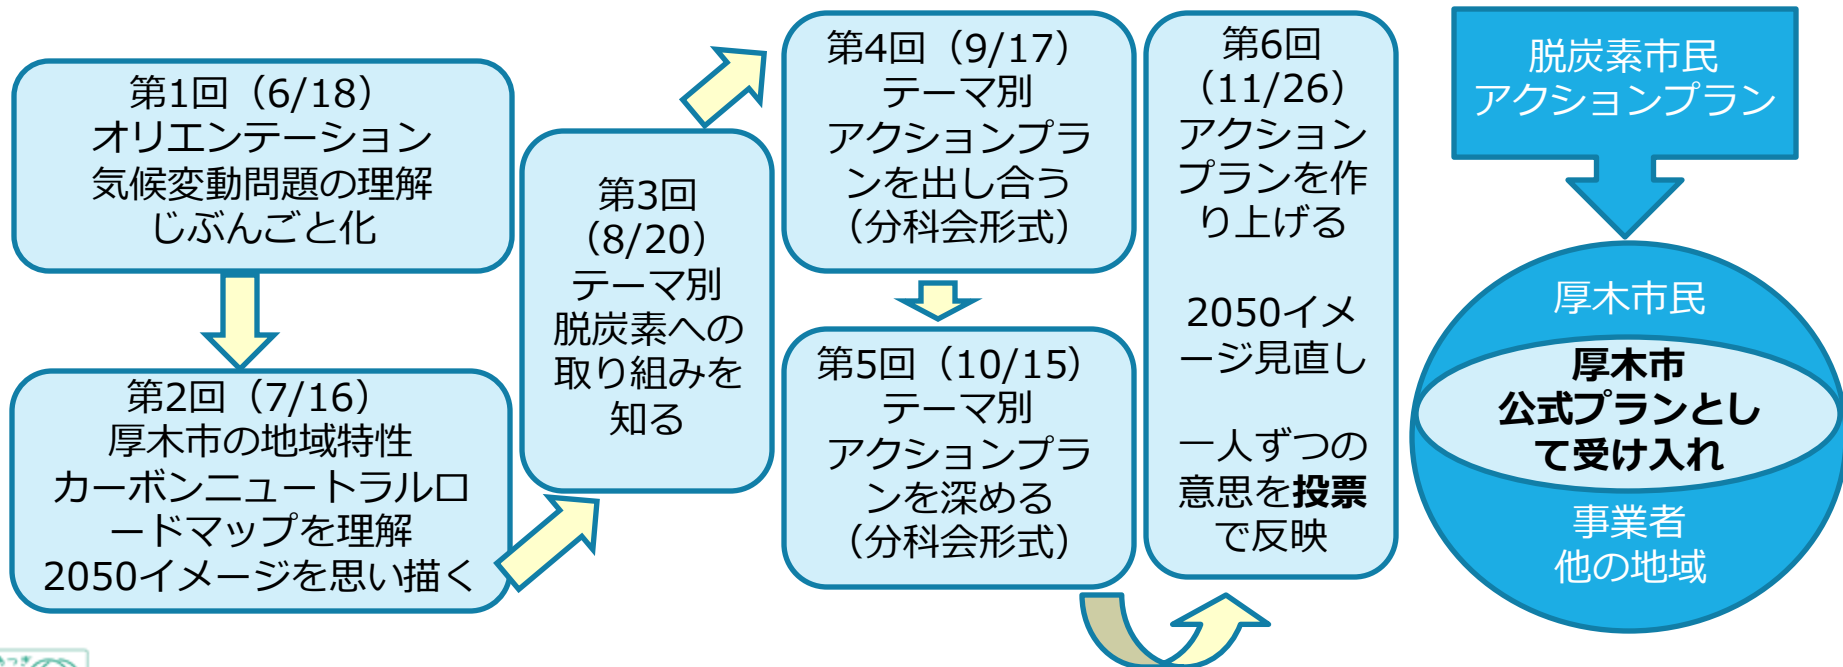 第1回（6/18）
オリエンテーション
気候変動問題の理解
じぶんごと化
第2回（7/16）
厚木市の地域特性
カーボンニュートラルロ
ードマップを理解
2050イメージを思い描く
第3回
（8/20）
テーマ別
脱炭素への
取り組みを
知る
第4回（9/17）
テーマ別
アクションプラ
ンを出し合う
（分科会形式）
第5回（10/15）
テーマ別
アクションプラ
ンを深める
（分科会形式）
第6回
（11/26）
アクション
プランを作
り上げる
2050イメ
ージ見直し
一人ずつの
意思を投票
で反映
脱炭素市民
アクションプラン
厚木市民
厚木市
公式プランとし
て受け入れ
事業者
他の地域